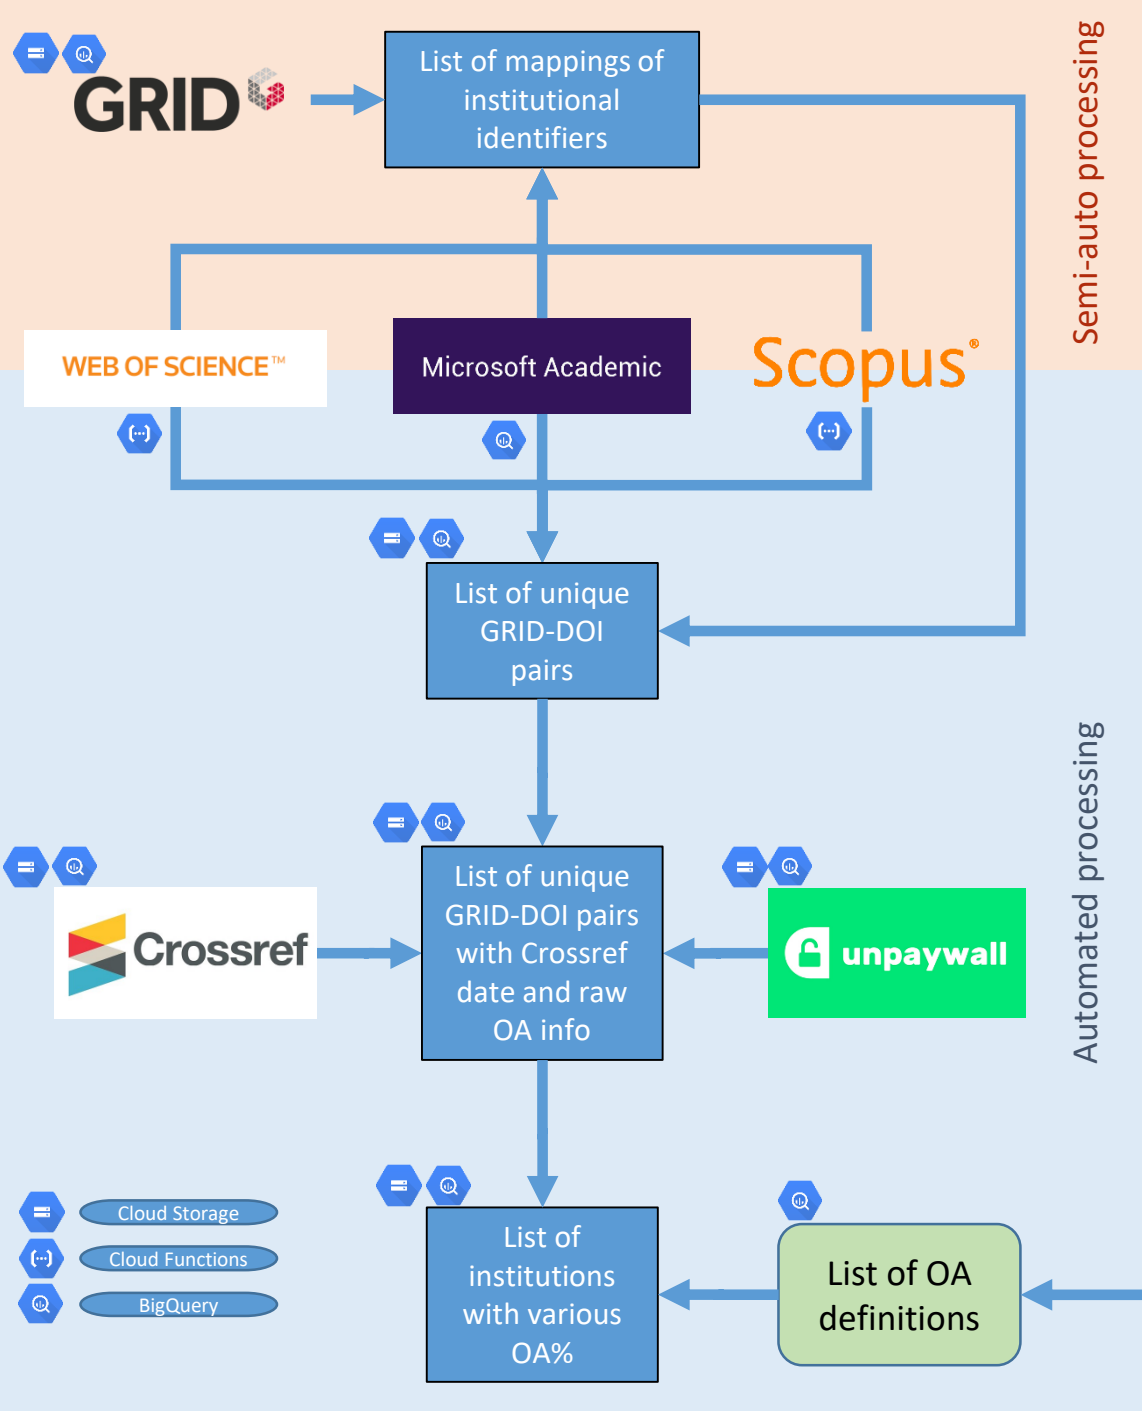 GRID
List of mappings of
institutional
identifiers
Semi-auto processing
WEB OF SCIENCE™
Microsoft Academic
Scopus®
List of unique
GRID-DOI
pairs
Automated processing
Crossref
List of unique
GRID-DOI pairs
with Crossref
date and raw
OA info
unpaywall
Cloud Storage
Cloud Functions
BigQuery
List of
institutions
with various
OA%
List of OA
definitions